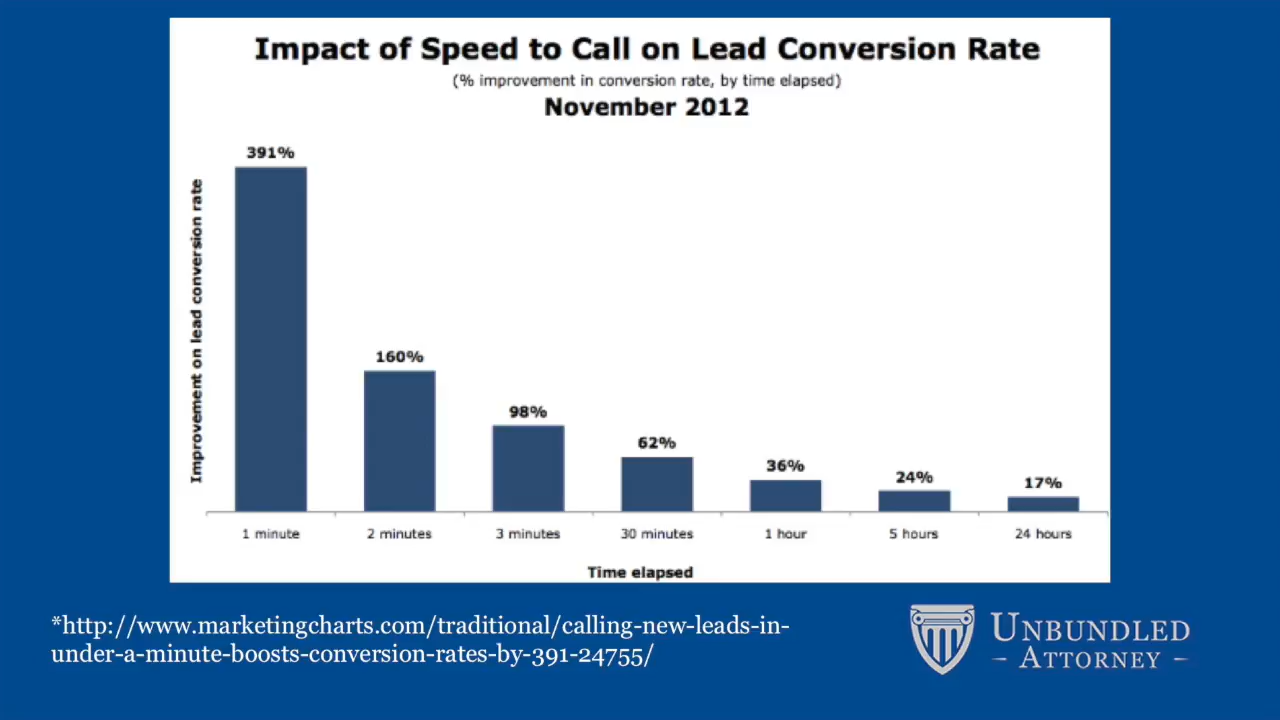 Impact of Speed to Call on Lead Conversion Rate
(% improvement in conversion rate, by time elapsed)
November 2012
Improvement on lead conversion rate
391%
160%
98%
62%
36%
24%
17%
1 minute
2 minutes
3 minutes
30 minutes
1 hour
5 hours
24 hours
Time elapsed
*http://www.marketingcharts.com/traditional/calling-new-leads-in-
under-a-minute-boosts-conversion-rates-by-391-24755/
UNBUNDLED
– ATTORNEY –